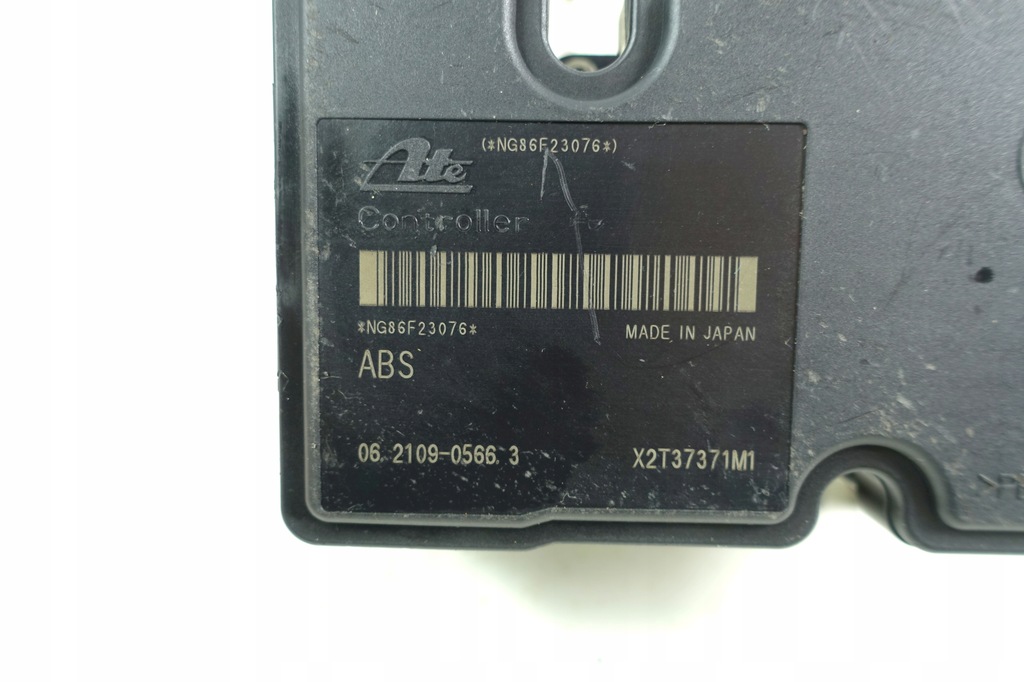 (*NG86F23076*)
Ate
Controller
*NG86F23076*
MADE IN JAPAN
ABS
06. 2109-0566. 3
X2T37371M1